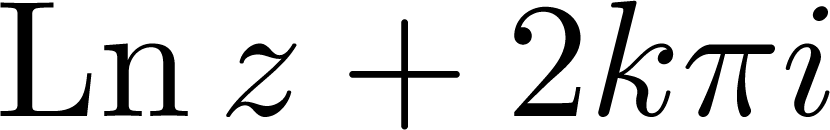 Ln z + 2kπi